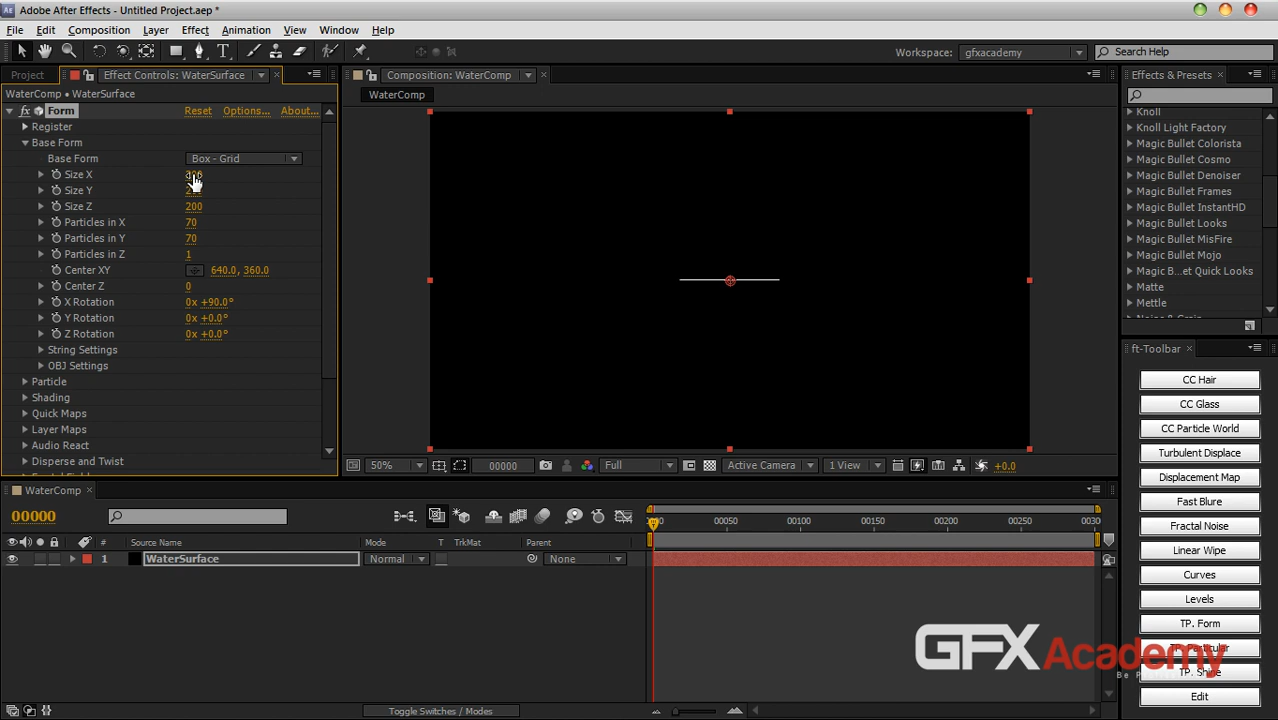 Adobe After Effects - Untitled Project.aep *
File Edit Composition Layer Effect Animation View Window Help
Workspace: gfxacademy Search Help
Project Effect Controls: WaterSurface Composition: WaterComp Effects & Presets
WaterComp • WaterSurface
WaterComp
Form Reset Options... About...
Register
Base Form
Base Form Box - Grid
Size X
Size Y
Size Z 200
Particles in X 70
Particles in Y 70
Particles in Z 1
Center XY 640.0, 360.0
Center Z 0
X Rotation 0x +90.0°
Y Rotation 0x +0.0°
Z Rotation 0x +0.0°
String Settings
OBJ Settings
Particle
Shading
Quick Maps
Layer Maps
Audio React
Disperse and Twist
Knoll
Knoll Light Factory
Magic Bullet Colorista
Magic Bullet Cosmo
Magic Bullet Denoiser
Magic Bullet Frames
Magic Bullet InstantHD
Magic Bullet Looks
Magic Bullet MisFire
Magic Bullet Mojo
Magic B...et Quick Looks
Matte
Mettle
ft-Toolbar
CC Hair
CC Glass
CC Particle World
Turbulent Displace
Displacement Map
Fast Blure
Fractal Noise
Linear Wipe
Curves
Levels
TP. Form
TP. Particular
TP. Shine
Edit
50% 00000 Full Active Camera 1 View +0.0
WaterComp
00000
00050 00100 00150 00200 00250 0030
# Source Name Mode T TrkMat Parent
1 WaterSurface Normal None
Toggle Switches / Modes
GFXAcademy